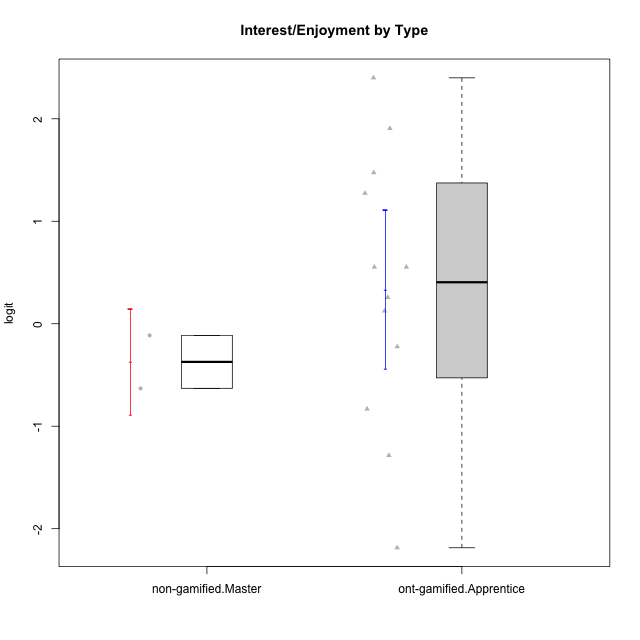 Interest/Enjoyment by Type
logit
2
1
0
-1
-2
non-gamified.Master
ont-gamified.Apprentice